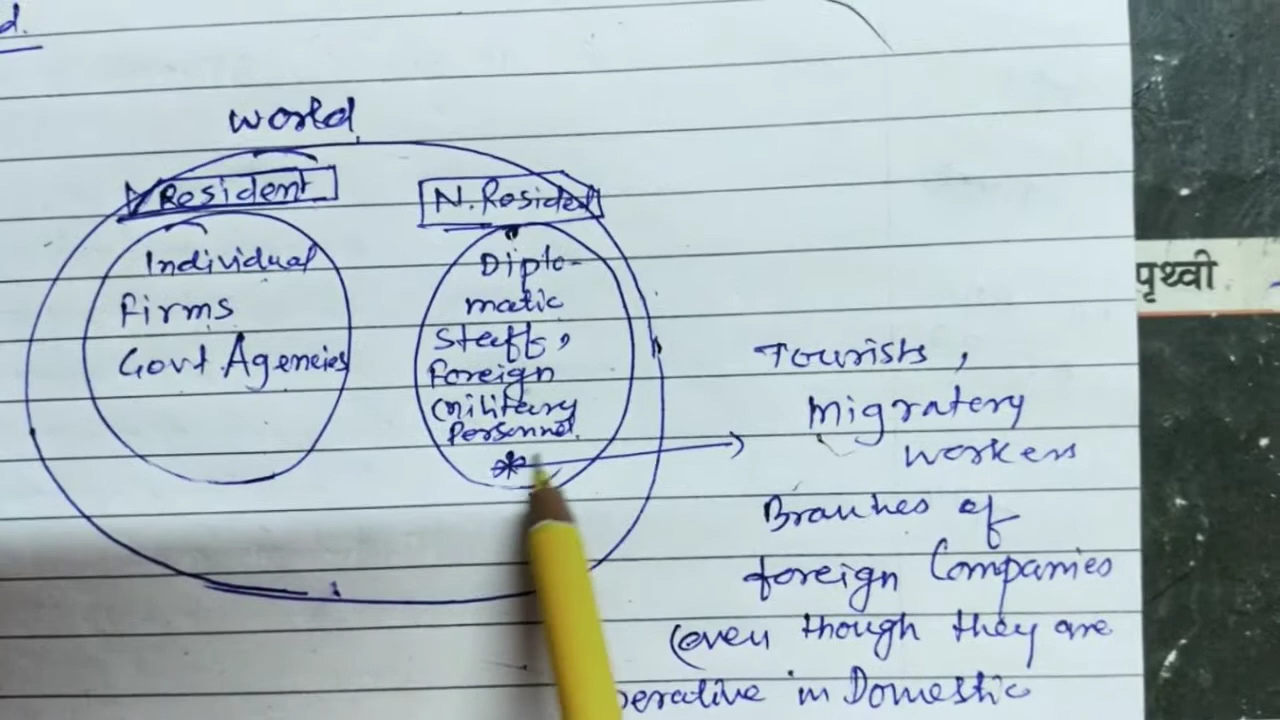 d.
World
Resident
N. Resident
Individual
Firms
Govt Agencies
Diplo-
matic
Staffs,
Foreign
military
Personnel.
*
Tourists,
Migratory
workers
Branches of
foreign Companies
(even though they are
perative in Domestic
पृथ्वी